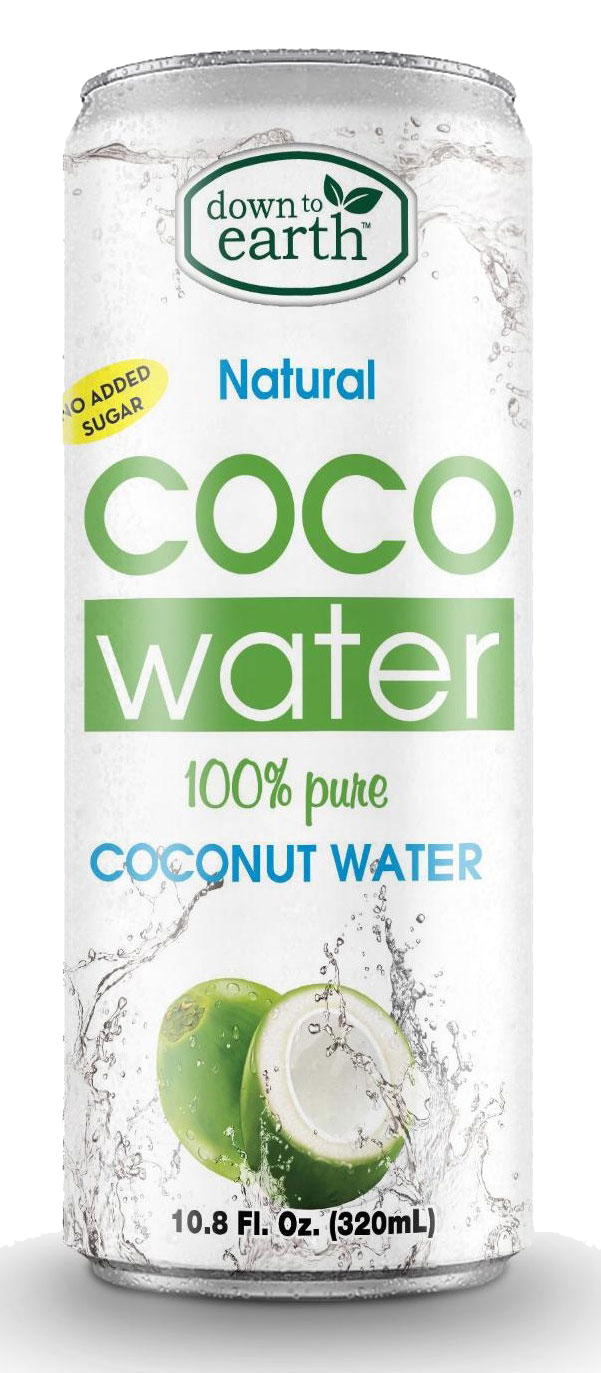 down to
earth™
Natural
NO ADDED
SUGAR
COCO
water
100% pure
COCONUT WATER
10.8 Fl. Oz. (320mL)